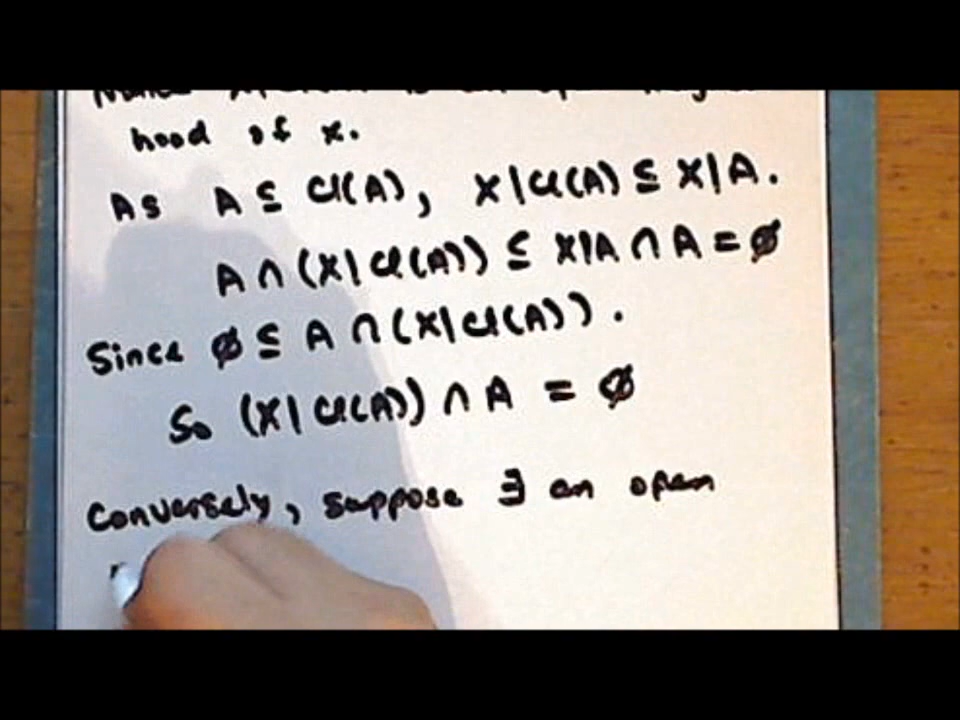 hood of x.
As A ⊆ Cl(A), X|Cl(A) ⊆ X|A.
A ∩ (X|Cl(A)) ⊆ X|A ∩ A = ∅
Since ∅ ⊆ A ∩ (X|Cl(A)).
So (X|Cl(A)) ∩ A = ∅
Conversely, suppose ∃ an open